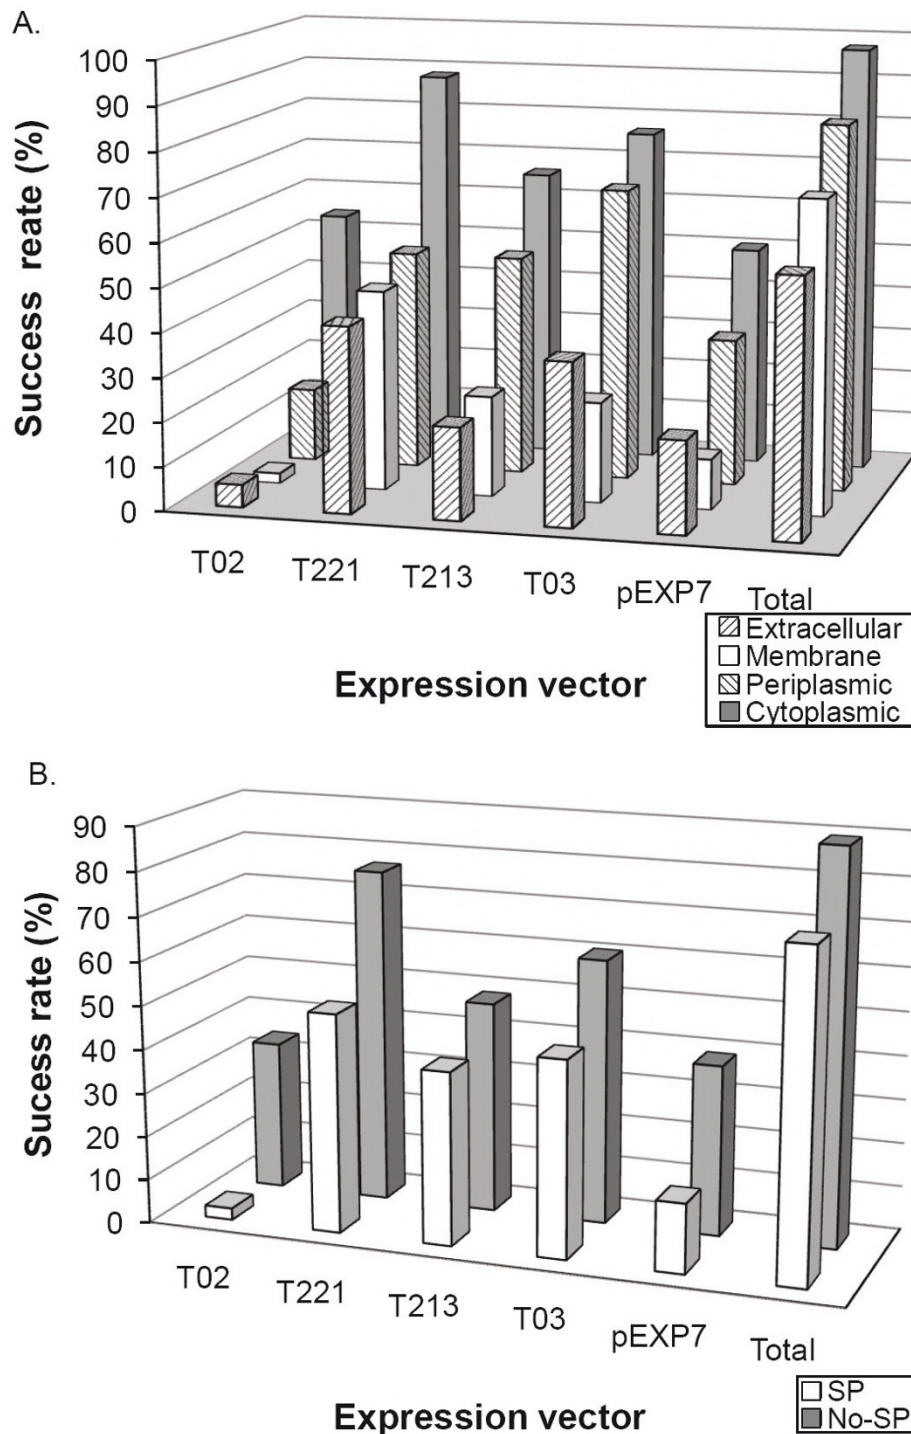 A.
Success reate (%)
100
90
80
70
60
50
40
30
20
10
0
T02
T221
T213
T03
pEXP7
Total
Expression vector
Extracellular
Membrane
Periplasmic
Cytoplasmic
B.
Sucess rate (%)
90
80
70
60
50
40
30
20
10
0
T02
T221
T213
T03
pEXP7
Total
Expression vector
SP
No-SP